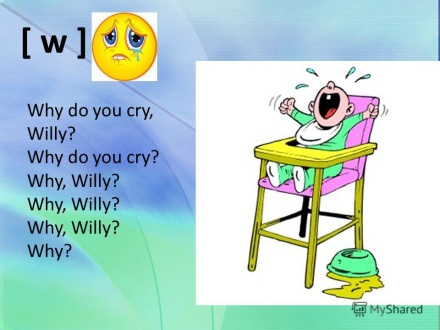 [ w ]
Why do you cry,
Willy?
Why do you cry?
Why, Willy?
Why, Willy?
Why, Willy?
Why?
MyShared